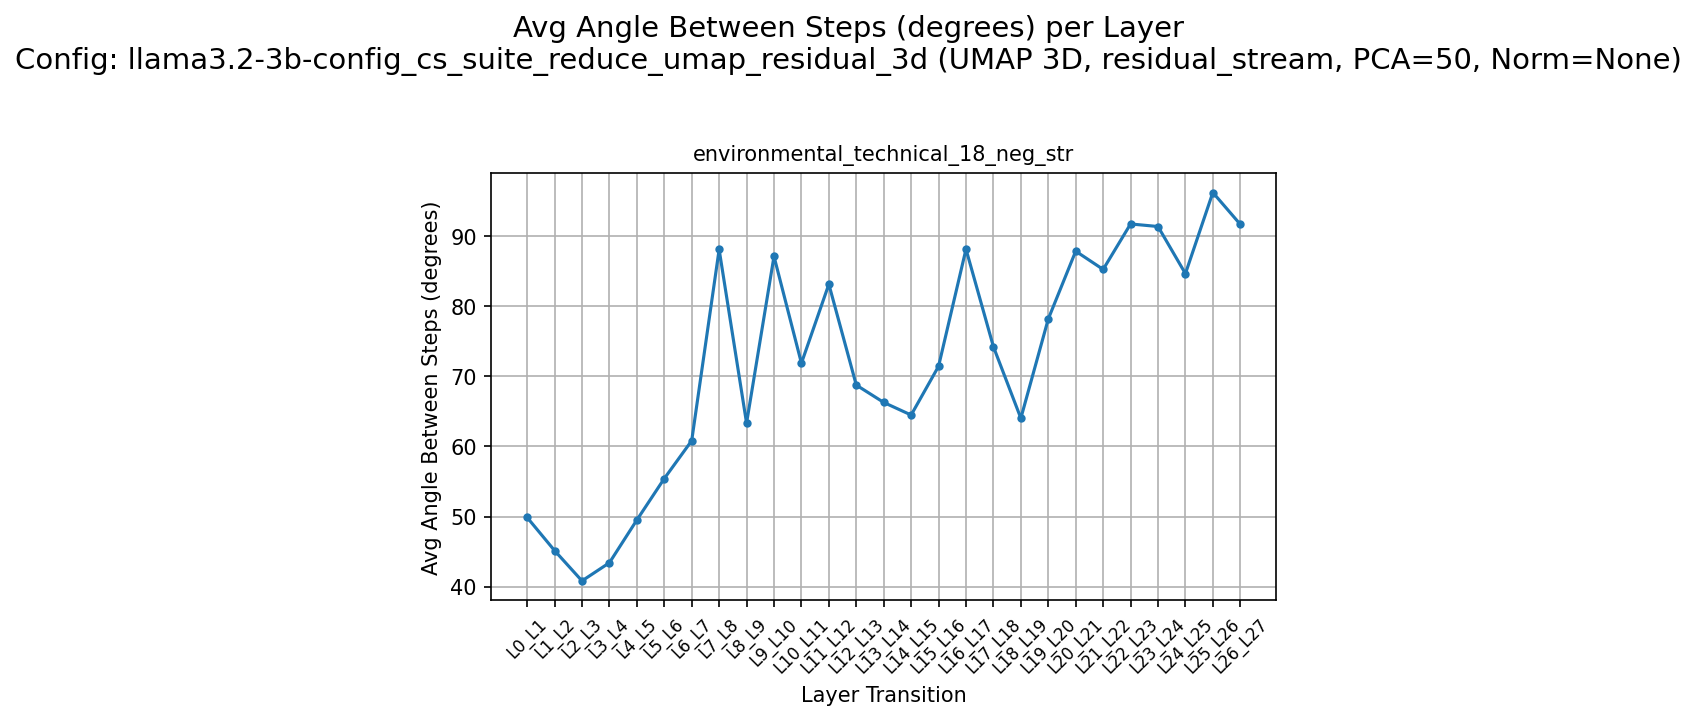 Avg Angle Between Steps (degrees) per Layer
Config: llama3.2-3b-config_cs_suite_reduce_umap_residual_3d (UMAP 3D, residual_stream, PCA=50, Norm=None)
environmental_technical_18_neg_str
Avg Angle Between Steps (degrees)
90
80
70
60
50
40
L0_L1
L1_L2
L2_L3
L3_L4
L4_L5
L5_L6
L6_L7
L7_L8
L8_L9
L9_L10
L10_L11
L11_L12
L12_L13
L13_L14
L14_L15
L15_L16
L16_L17
L17_L18
L18_L19
L19_L20
L20_L21
L21_L22
L22_L23
L23_L24
L24_L25
L25_L26
L26_L27
Layer Transition